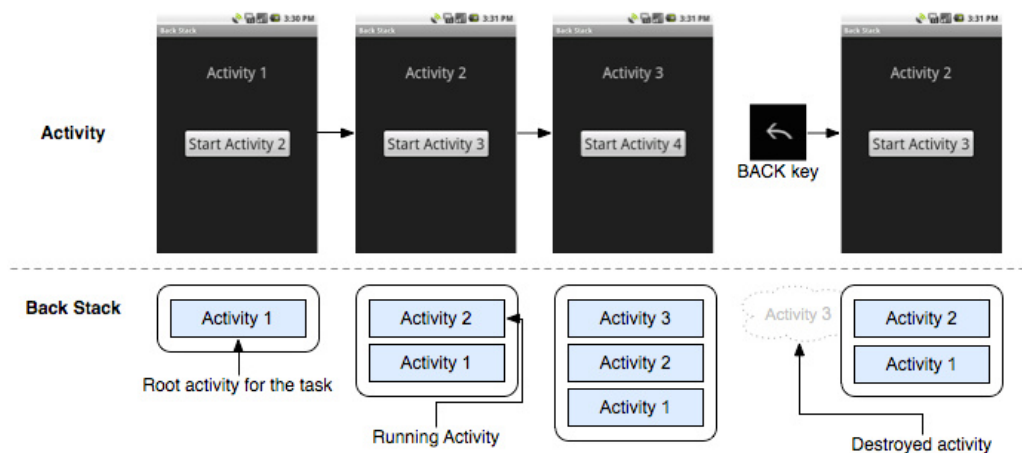 3:30 PM
Back Stack
Activity 1
Start Activity 2
3:31 PM
Back Stack
Activity 2
Start Activity 3
3:31 PM
Back Stack
Activity 3
Start Activity 4
3:31 PM
Back Stack
Activity 2
Start Activity 3
Activity
BACK key
Back Stack
Activity 1
Root activity for the task
Activity 2
Activity 1
Running Activity
Activity 3
Activity 2
Activity 1
Activity 3
Activity 2
Activity 1
Destroyed activity